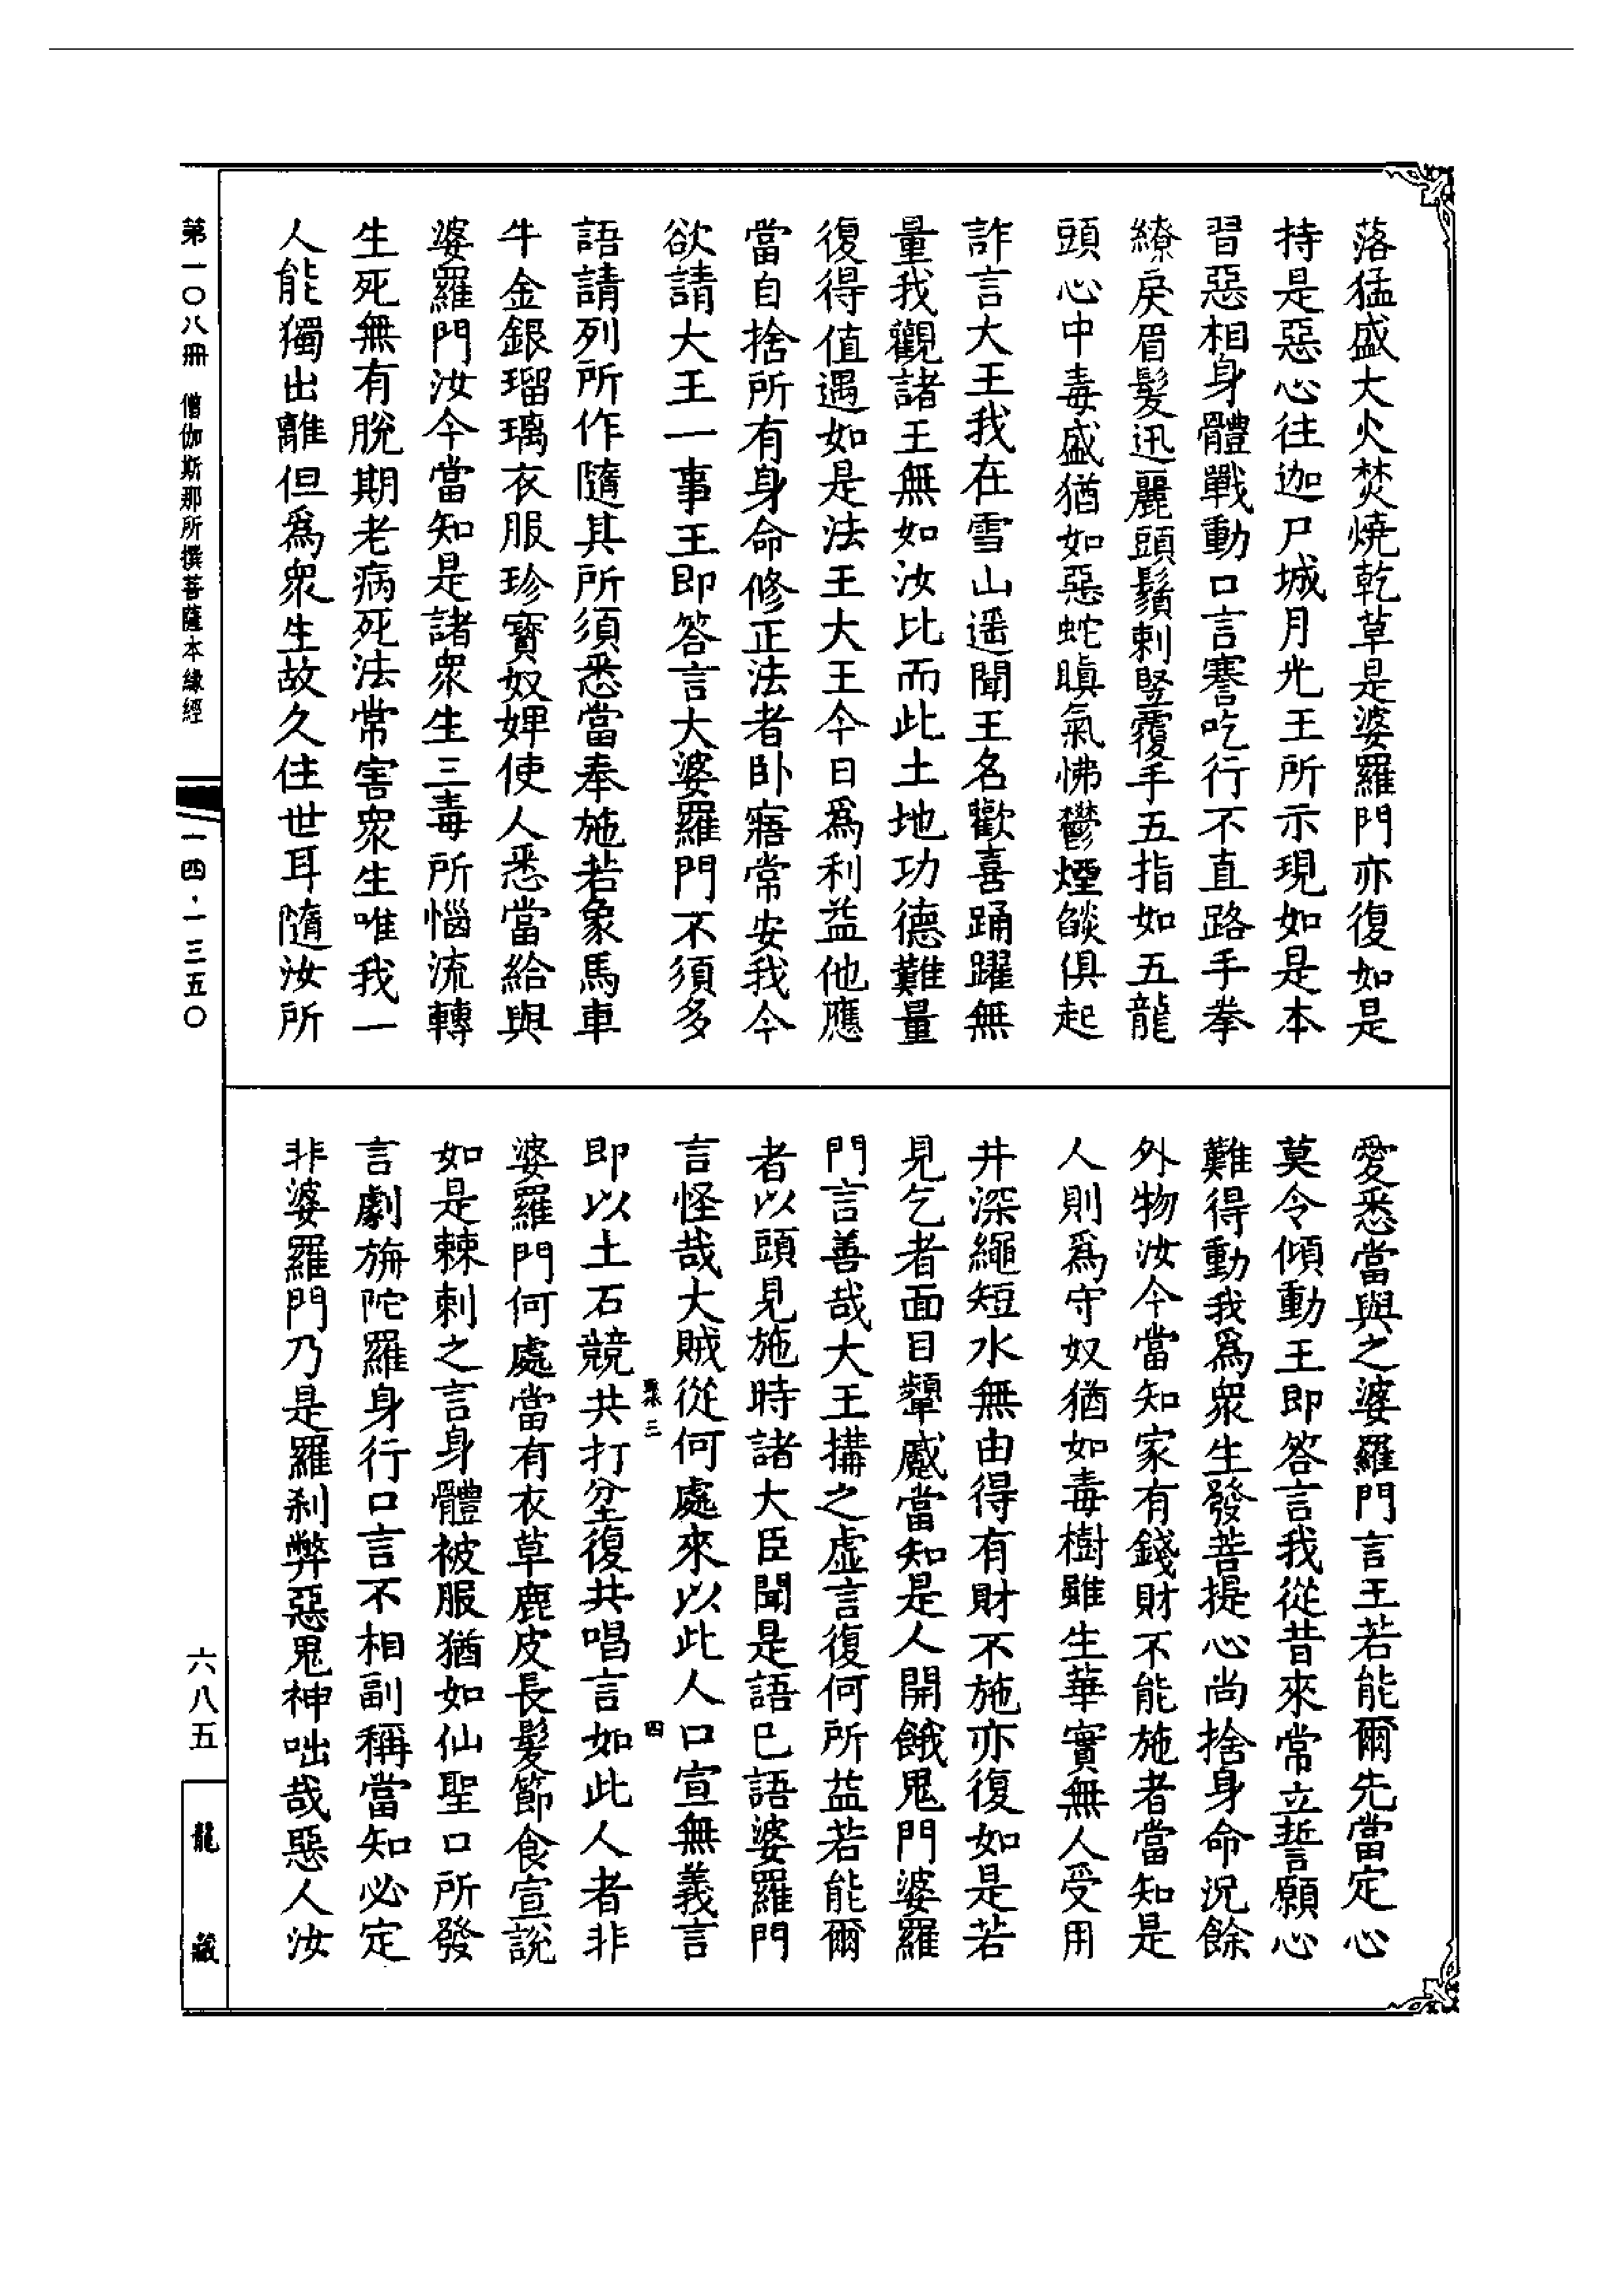 落猛盛大火焚燒乾草是婆羅門亦復如是
持是惡心往迦尸城月光王所示現如是本
習惡相身體戰動口言謇吃行不直路手拳
繚戾眉髮迅麗頭鬚刺豎覆手五指如五龍
頭心中毒盛猶如惡蛇瞋氣怫鬱煙燄俱起
詐言大王我在雪山遥聞王名歡喜踊躍無
量我觀諸王無如汝比而此土地功德難量
復得值遇如是法王大王今日爲利益他應
當自捨所有身命修正法者卧寤常安我今
欲請大王一事王即答言大婆羅門不須多
語請列所作隨其所須悉當奉施若象馬車
牛金銀瑠璃衣服珍寶奴婢使人悉當給與
婆羅門汝今當知是諸衆生三毒所惱流轉
生死無有脫期老病死法常害衆生唯我一
人能獨出離但爲衆生故久住世耳隨汝所
愛悉當與之婆羅門言王若能爾先當定心
莫令傾動王即答言我從昔來常立誓願心
難得動我爲衆生發菩提心尚捨身命況餘
外物汝今當知家有錢財不能施者當知是
人則爲守奴猶如毒樹雖生華實無人受用
井深繩短水無由得有財不施亦復如是若
見乞者面目顰蹙當知是人開餓鬼門婆羅
門言善哉大王搆之虛言復何所益若能爾
者以頭見施時諸大臣聞是語已語婆羅門
言怪哉大賊從何處來以此人口宣無義言
三
四
即以土石競共打坌復共唱言如此人者非
婆羅門何處當有衣草鹿皮長髮節食宣說
如是棘刺之言身體被服猶如仙聖口所發
言劇旃陀羅身行口言不相副稱當知必定
非婆羅門乃是羅刹弊惡鬼神咄哉惡人汝
第一〇八冊 僧伽斯那所撰菩薩本緣經
一四·一三五〇
六八五
龍藏